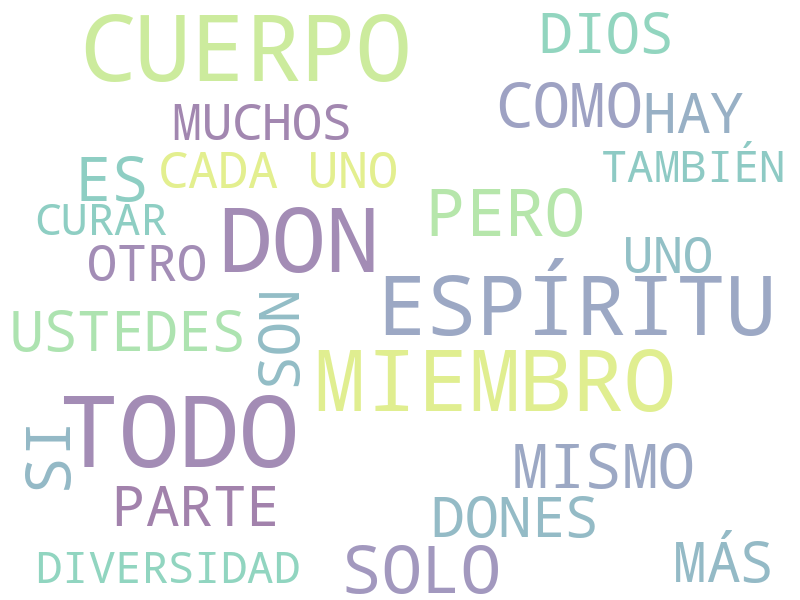 CUERPO
DIOS
COMO
HAY
MUCHOS
CADA UNO
TAMBIÉN
ES
CURAR
DON
PERO
OTRO
UNO
ESPÍRITU
USTEDES
SON
MIEMBRO
TODO
SI
MISMO
PARTE
DONES
DIVERSIDAD
SOLO
MÁS